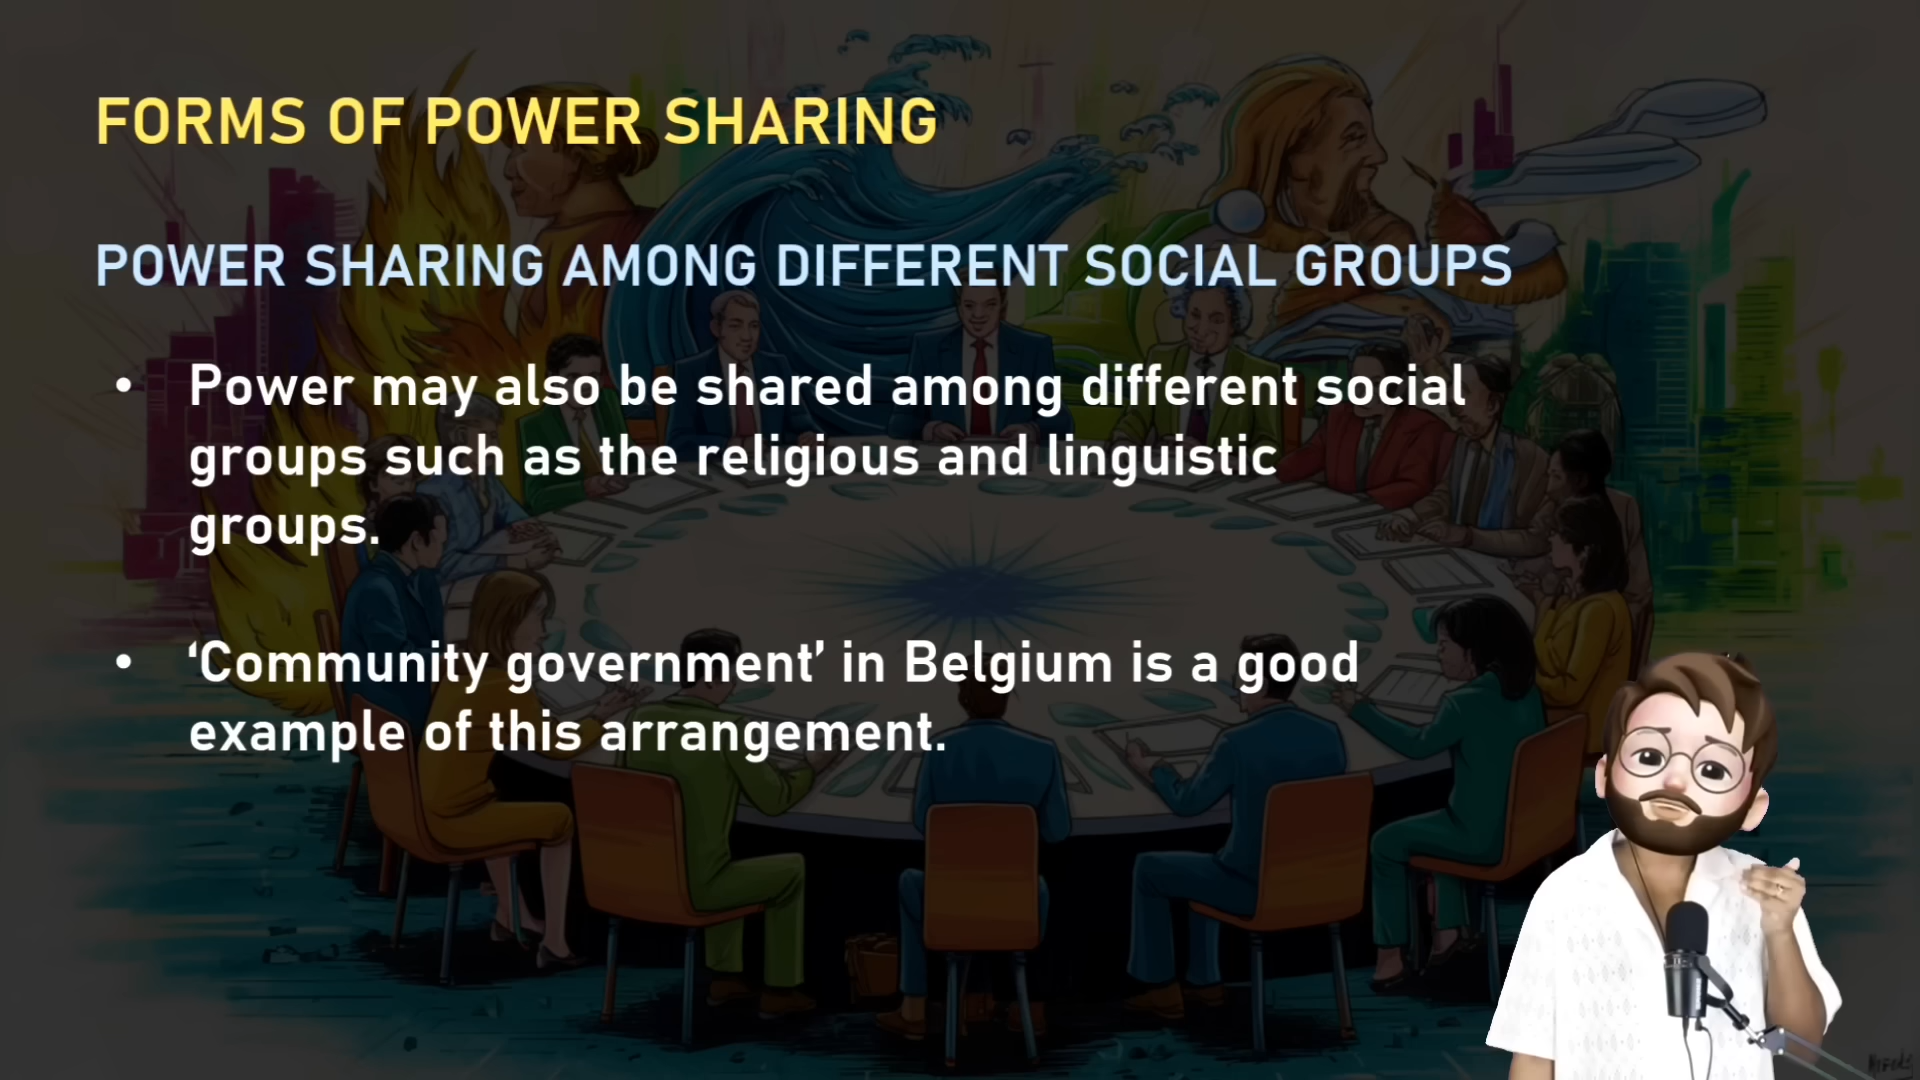 FORMS OF POWER SHARING
POWER SHARING AMONG DIFFERENT SOCIAL GROUPS
• Power may also be shared among different social
groups such as the religious and linguistic
groups.
• ‘Community government’ in Belgium is a good
example of this arrangement.